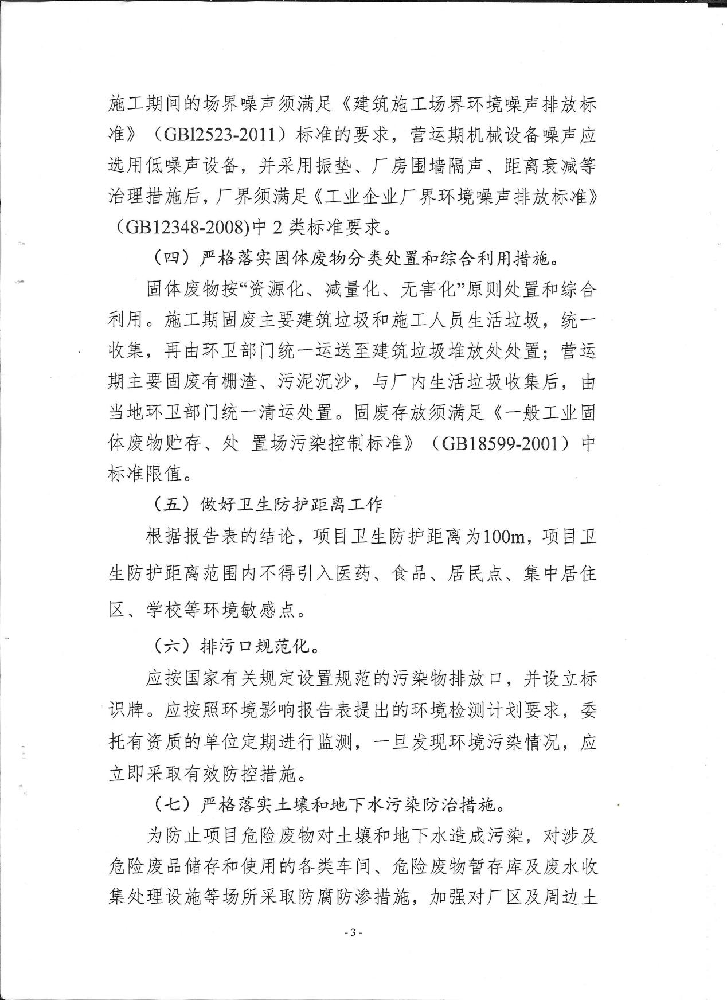 施工期间的场界噪声须满足《建筑施工场界环境噪声排放标
准》（GBl2523-2011）标准的要求，营运期机械设备噪声应
选用低噪声设备，并采用振垫、厂房围墙隔声、距离衰减等
治理措施后，厂界须满足《工业企业厂界环境噪声排放标准》
（GB12348-2008)中 2 类标准要求。
（四）严格落实固体废物分类处置和综合利用措施。
固体废物按“资源化、减量化、无害化”原则处置和综合
利用。施工期固废主要建筑垃圾和施工人员生活垃圾，统一
收集，再由环卫部门统一运送至建筑垃圾堆放处处置；营运
期主要固废有栅渣、污泥沉沙，与厂内生活垃圾收集后，由
当地环卫部门统一清运处置。固废存放须满足《一般工业固
体废物贮存、处 置场污染控制标准》（GB18599-2001）中
标准限值。
（五）做好卫生防护距离工作
根据报告表的结论，项目卫生防护距离为100m，项目卫
生防护距离范围内不得引入医药、食品、居民点、集中居住
区、学校等环境敏感点。
（六）排污口规范化。
应按国家有关规定设置规范的污染物排放口，并设立标
识牌。应按照环境影响报告表提出的环境检测计划要求，委
托有资质的单位定期进行监测，一旦发现环境污染情况，应
立即采取有效防控措施。
（七）严格落实土壤和地下水污染防治措施。
为防止项目危险废物对土壤和地下水造成污染，对涉及
危险废品储存和使用的各类车间、危险废物暂存库及废水收
集处理设施等场所采取防腐防渗措施，加强对厂区及周边土
- 3 -